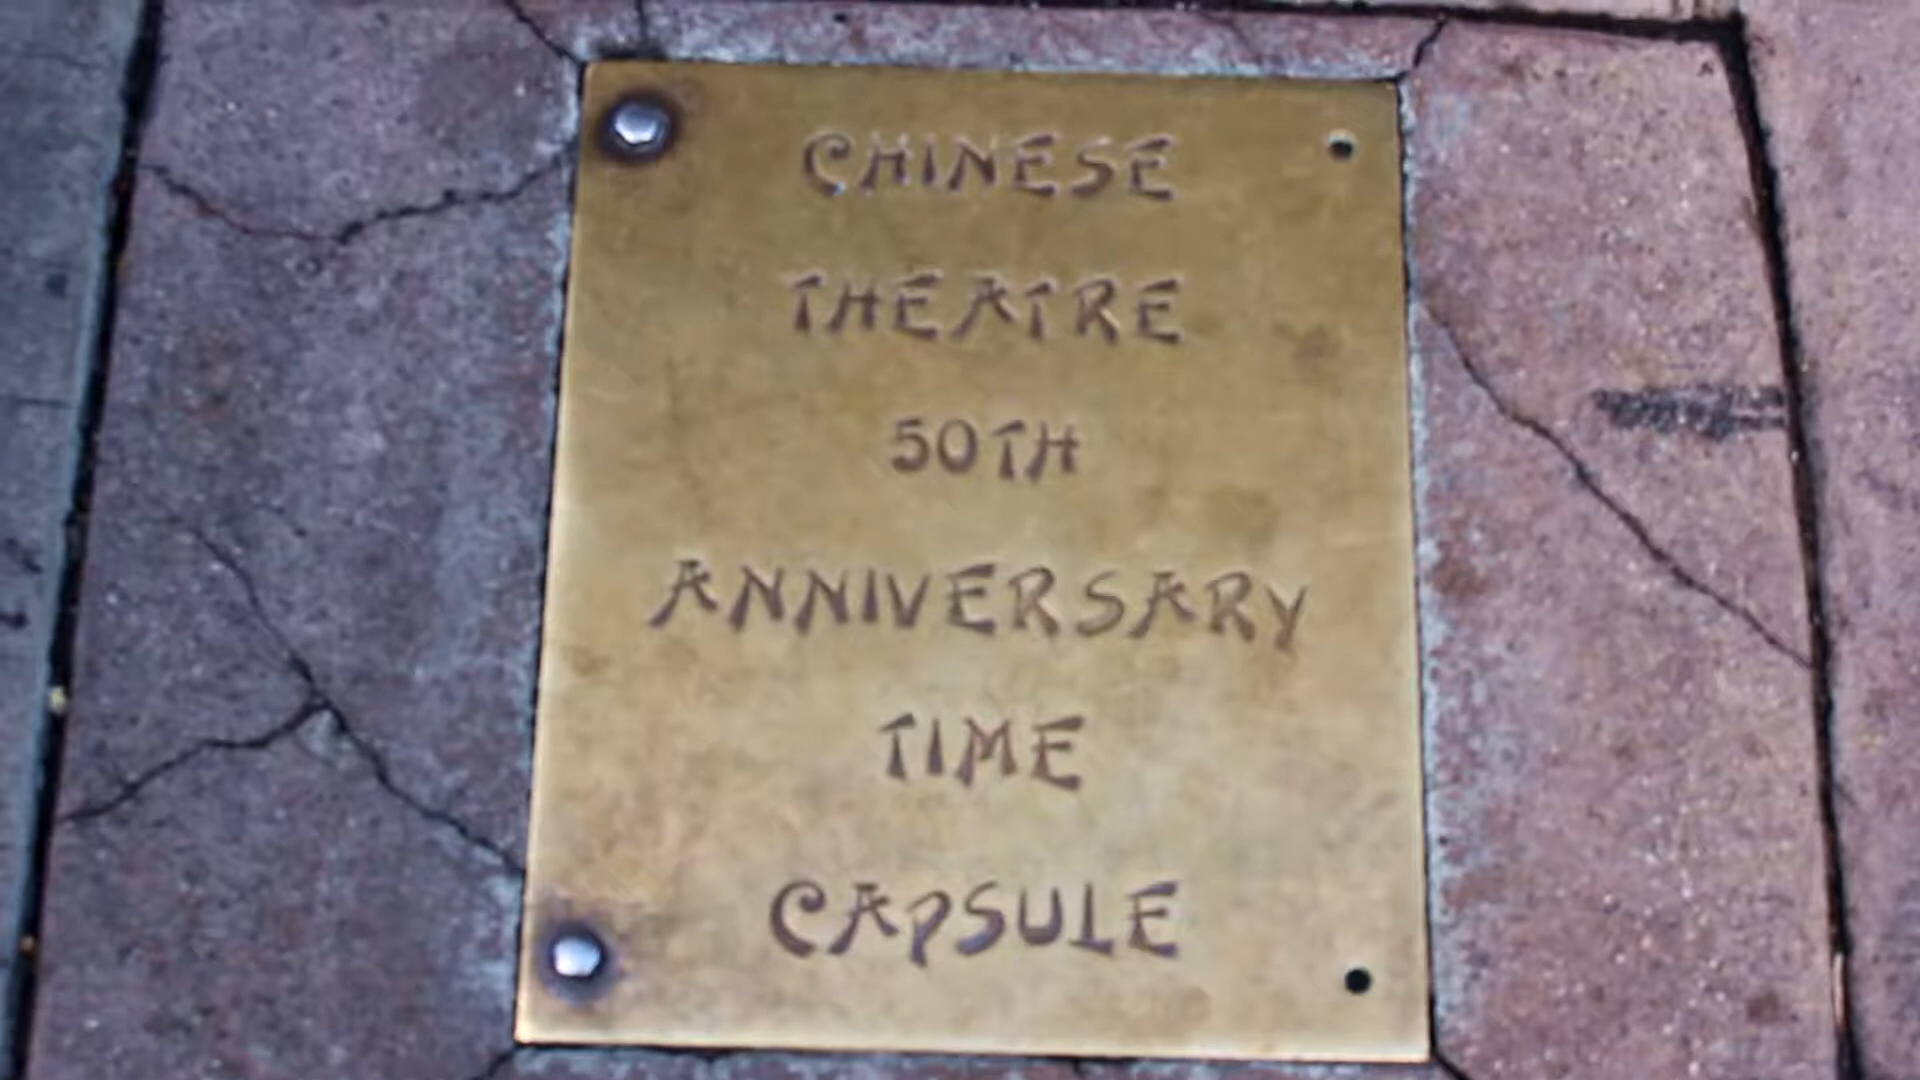 CHINESE
THEATRE
50TH
ANNIVERSARY
TIME
CAPSULE